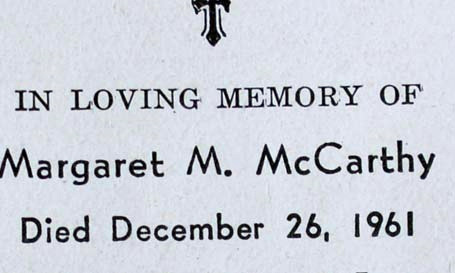 IN LOVING MEMORY OF
Margaret M. McCarthy
Died December 26, 1961